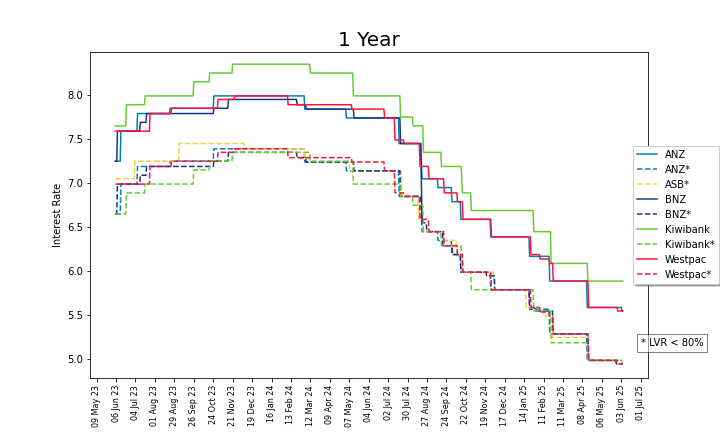 1 Year
Interest Rate
8.0
7.5
7.0
6.5
6.0
5.5
5.0
09 May 23
06 Jun 23
04 Jul 23
01 Aug 23
29 Aug 23
26 Sep 23
24 Oct 23
21 Nov 23
19 Dec 23
16 Jan 24
13 Feb 24
12 Mar 24
09 Apr 24
07 May 24
04 Jun 24
02 Jul 24
30 Jul 24
27 Aug 24
24 Sep 24
22 Oct 24
19 Nov 24
17 Dec 24
14 Jan 25
11 Feb 25
11 Mar 25
08 Apr 25
06 May 25
03 Jun 25
01 Jul 25
ANZ
ANZ*
ASB*
BNZ
BNZ*
Kiwibank
Kiwibank*
Westpac
Westpac*
* LVR < 80%